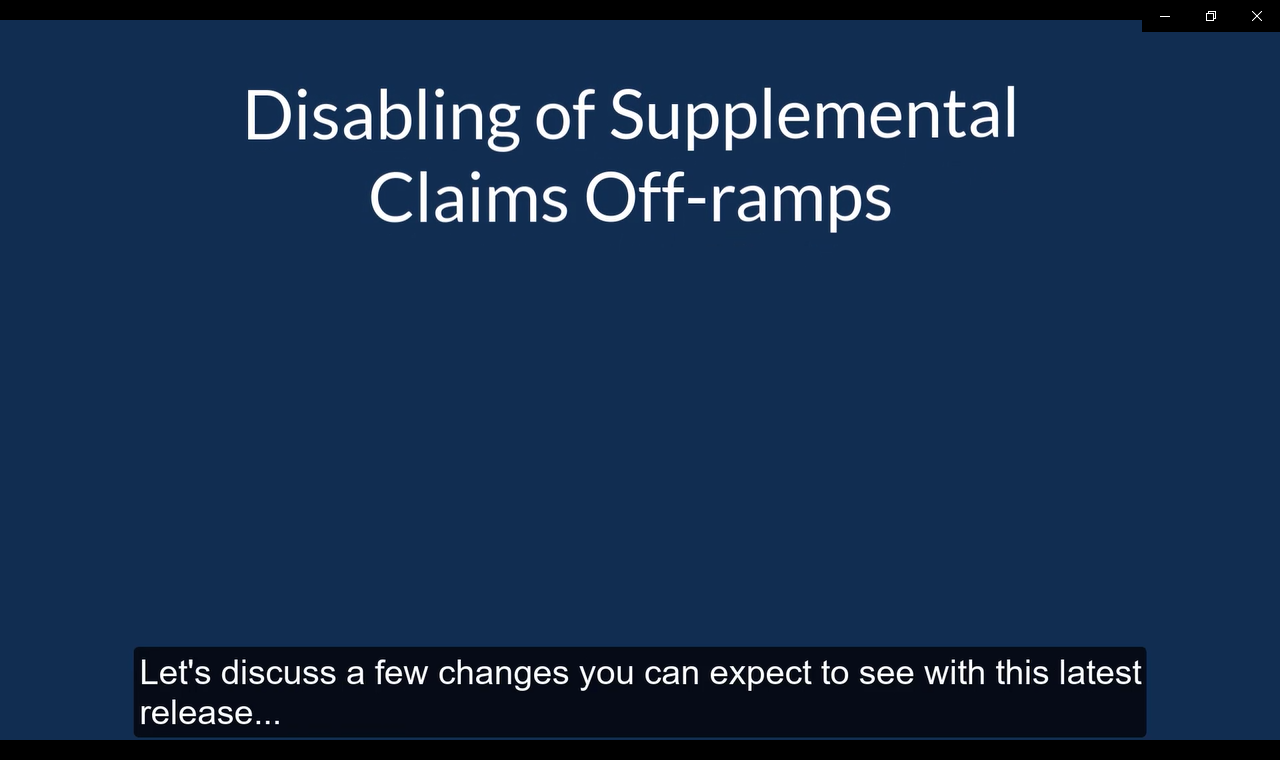 Disabling of Supplemental
Claims Off-ramps
Let's discuss a few changes you can expect to see with this latest
release...